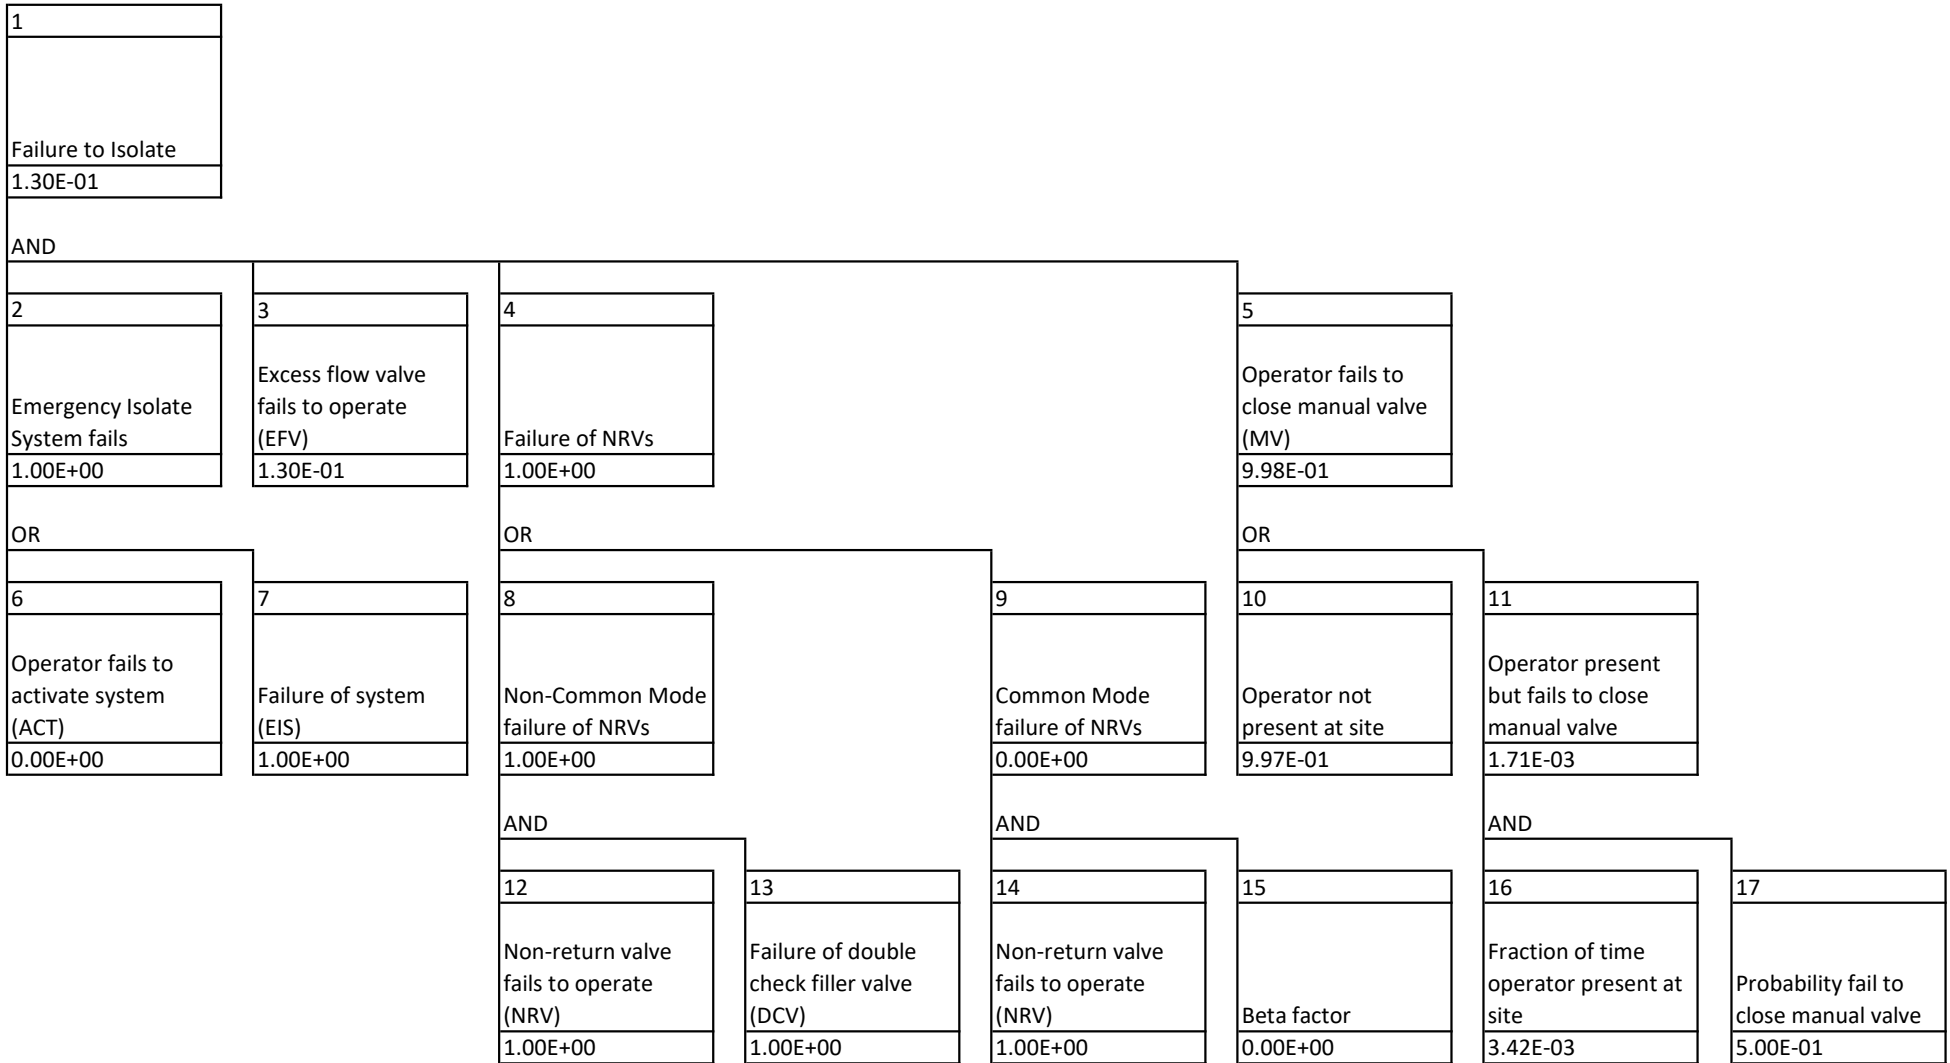 1
Failure to Isolate
1.30E-01
AND
2
Emergency Isolate
System fails
1.00E+00
3
Excess flow valve
fails to operate
(EFV)
1.30E-01
4
Failure of NRVs
1.00E+00
5
Operator fails to
close manual valve
(MV)
9.98E-01
OR
OR
OR
6
Operator fails to
activate system
(ACT)
0.00E+00
7
Failure of system
(EIS)
1.00E+00
8
Non-Common Mode
failure of NRVs
1.00E+00
9
Common Mode
failure of NRVs
0.00E+00
10
Operator not
present at site
9.97E-01
11
Operator present
but fails to close
manual valve
1.71E-03
AND
AND
AND
12
Non-return valve
fails to operate
(NRV)
1.00E+00
13
Failure of double
check filler valve
(DCV)
1.00E+00
14
Non-return valve
fails to operate
(NRV)
1.00E+00
15
Beta factor
0.00E+00
16
Fraction of time
operator present at
site
3.42E-03
17
Probability fail to
close manual valve
5.00E-01